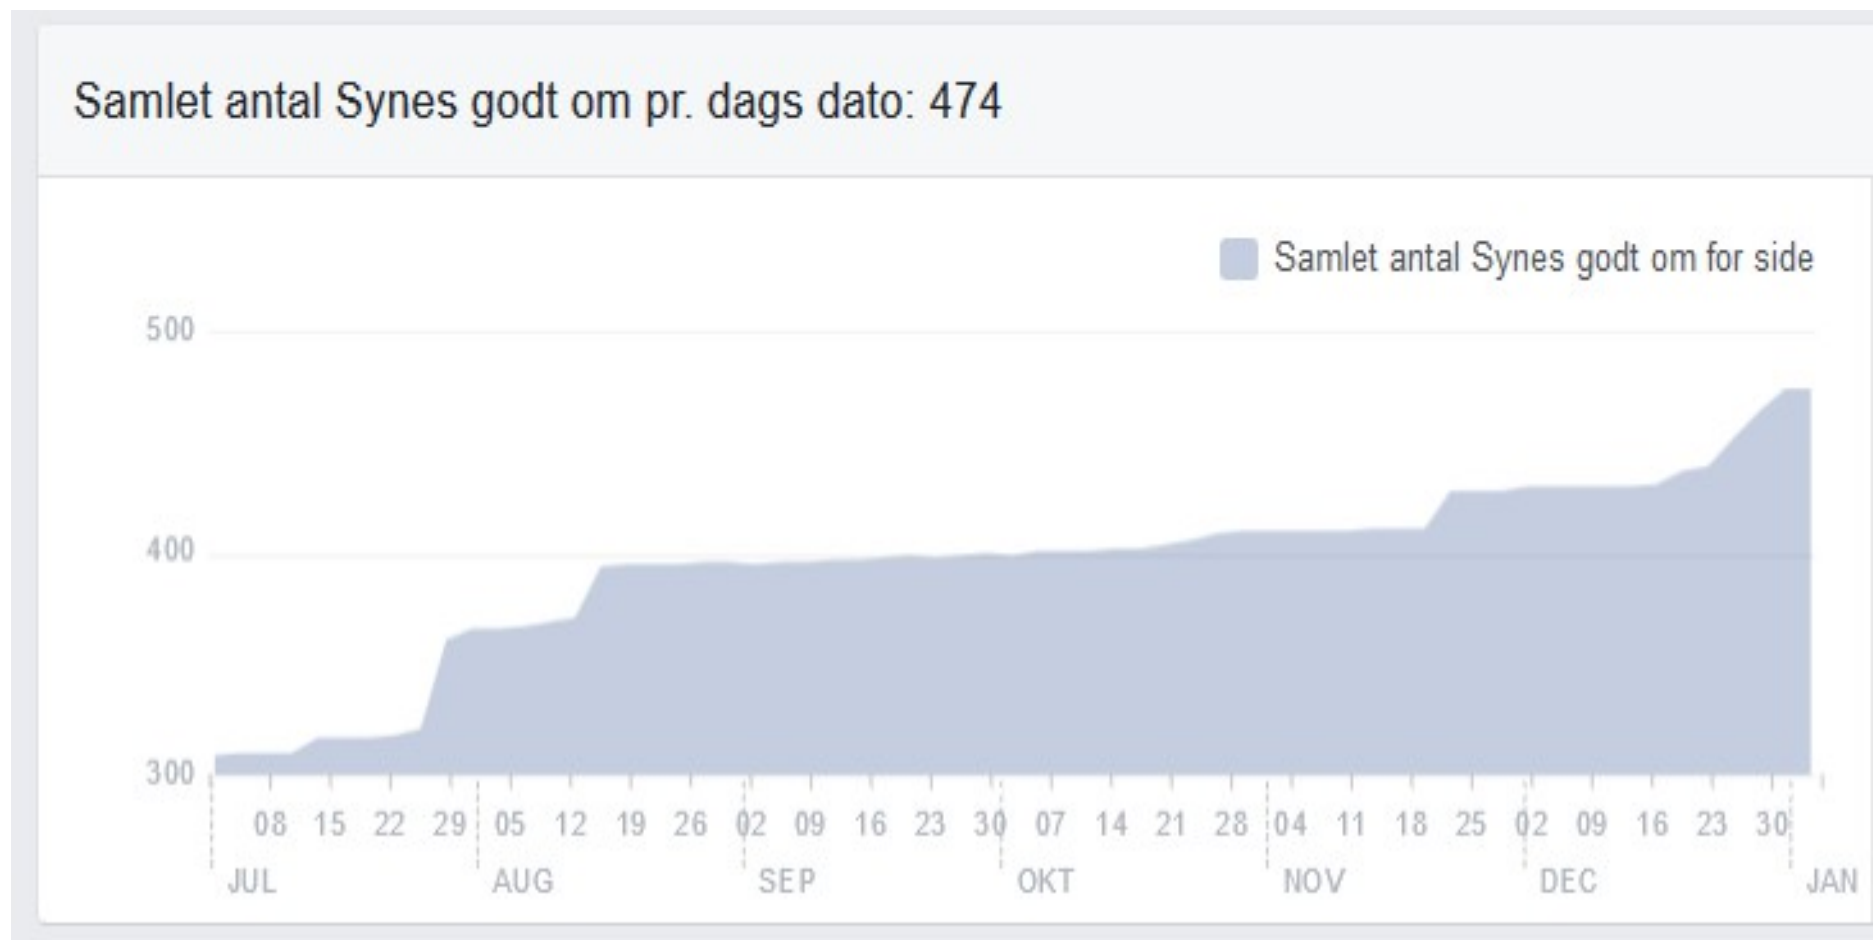 Samlet antal Synes godt om pr. dags dato: 474
Samlet antal Synes godt om for side
500
400
300
08 15 22 29 05 12 19 26 02 09 16 23 30 07 14 21 28 04 11 18 25 02 09 16 23 30
JUL AUG SEP OKT NOV DEC JAN